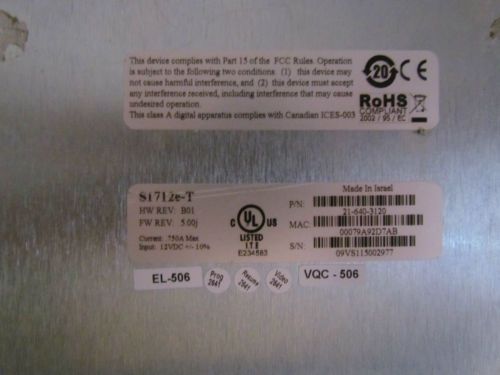 This device complies with Part 15 of the FCC Rules. Operation
is subject to the following two conditions: (1) this device may
not cause harmful interference, and (2) this device must accept
any interference received, including interference that may cause
undesired operation.
This class A digital apparatus complies with Canadian ICES-003
20
CE
RoHS
COMPLIANT
2002 / 95 / EC
S1712e-T
HW REV: B01
FW REV: 5.00j
Current: .750A Max
Input: 12VDC +/- 10%
C UL US
LISTED
I.T.E
E234583
Made In Israel
P/N:
21-640-3120
MAC:
00079A92D7AB
S/N:
09VS115002977
EL-506
Prog
2641
Resume
2641
Video
2641
VQC - 506